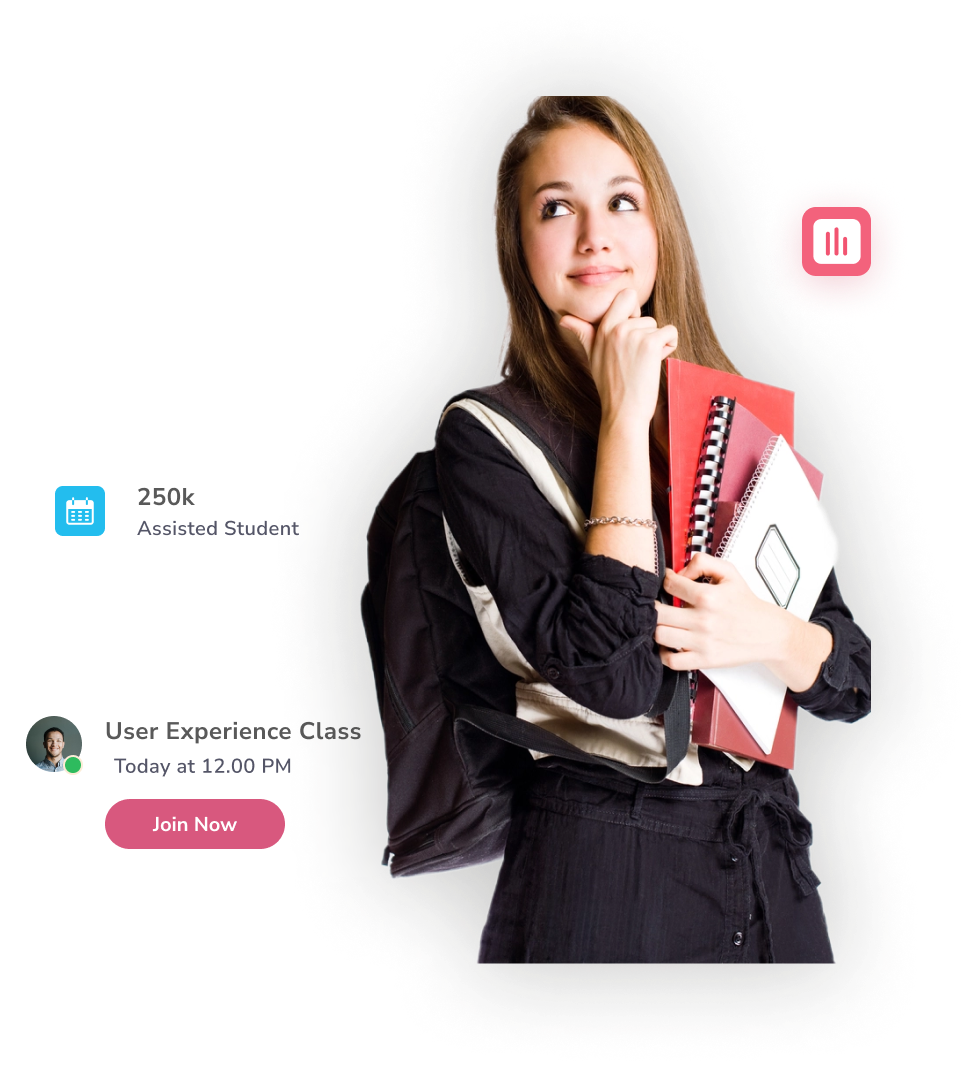 250k
Assisted Student
User Experience Class
Today at 12.00 PM
Join Now